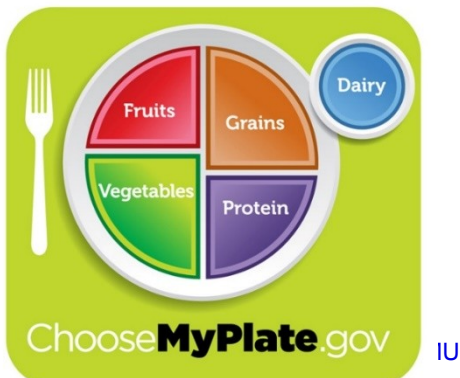 Dairy
Fruits
Grains
Vegetables
Protein
ChooseMyPlate.gov
IU